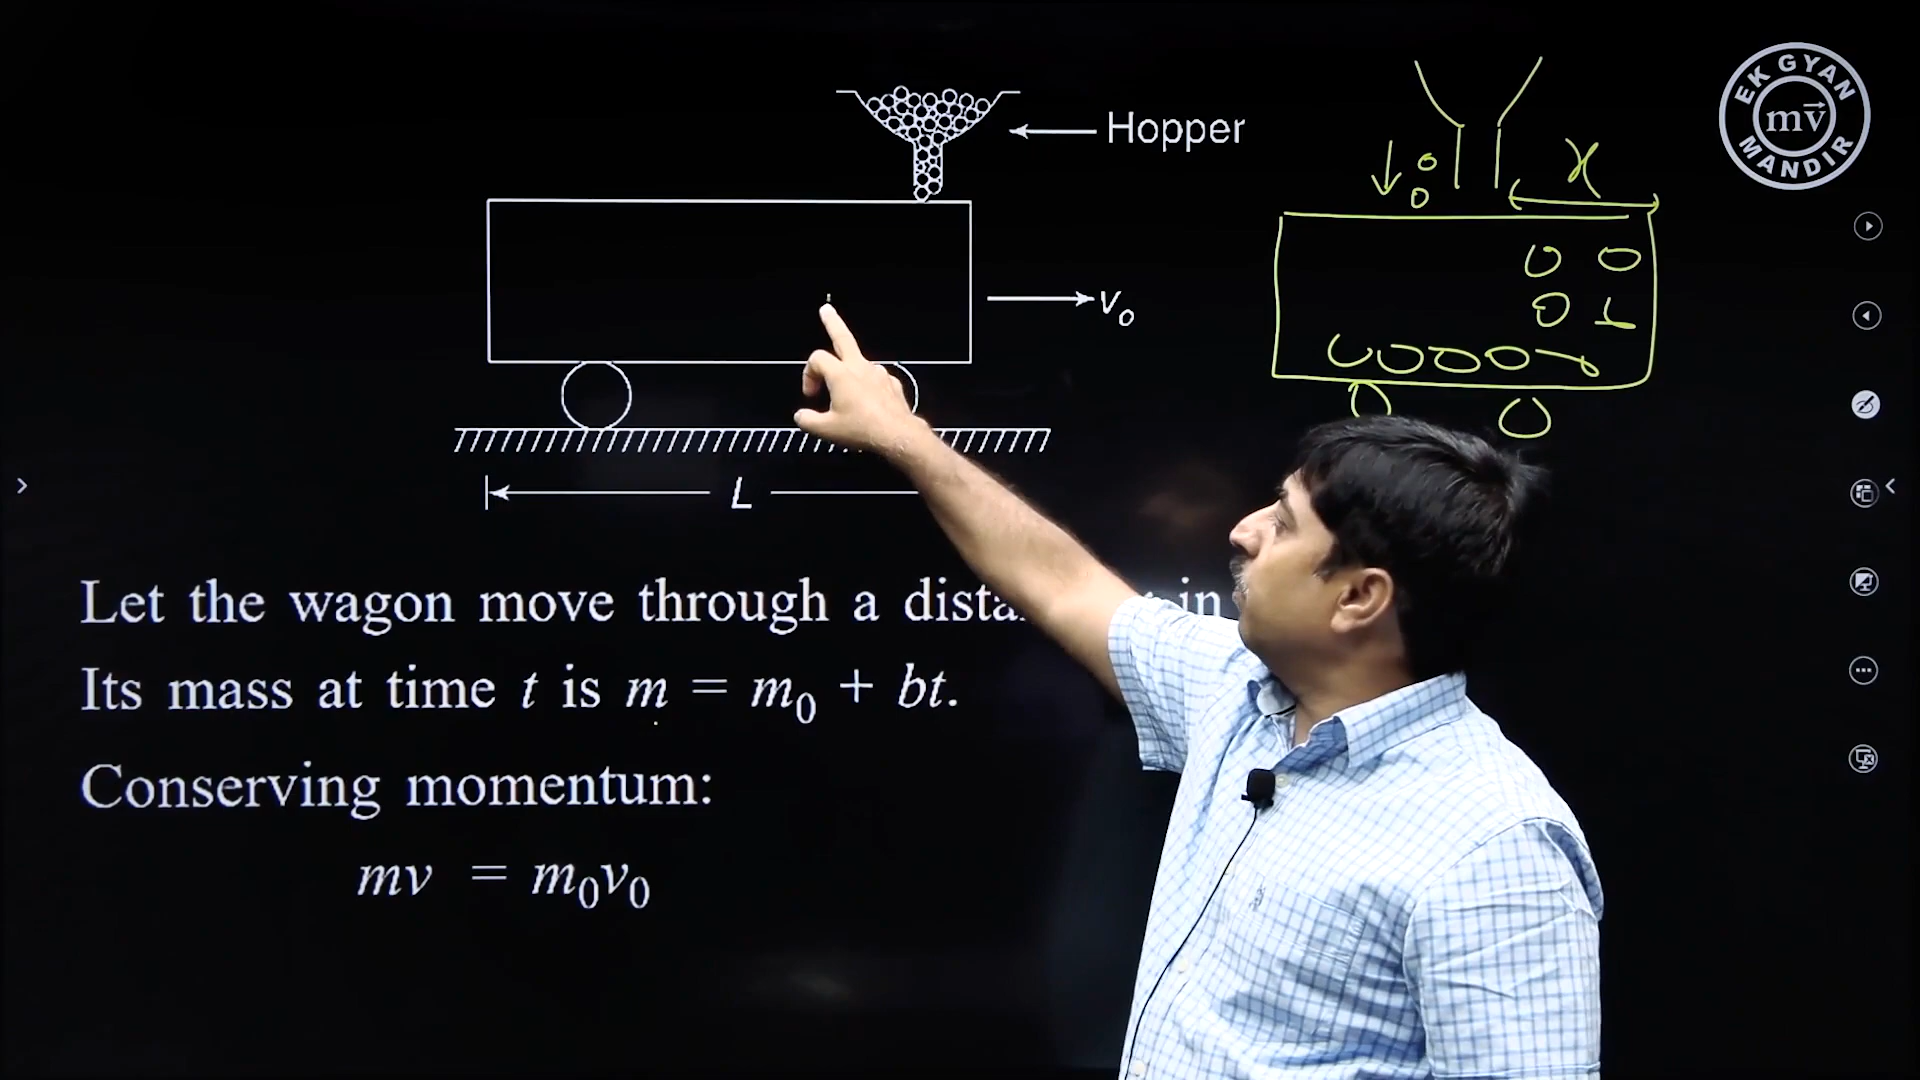 Hopper
x
EK GYAN
mv
MANDIR
v₀
L
Let the wagon move through a in
Its mass at time t is m = m₀ + bt.
Conserving momentum:
mv = m₀v₀